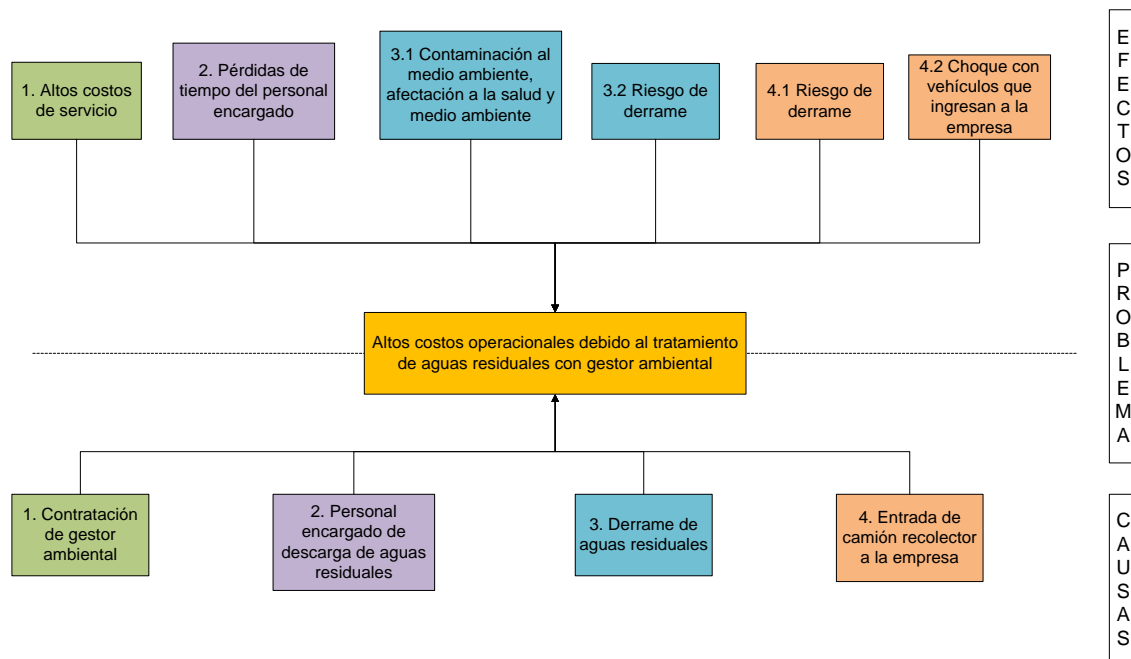 1. Altos costos
de servicio
2. Pérdidas de
tiempo del personal
encargado
3.1 Contaminación al
medio ambiente,
afectación a la salud y
medio ambiente
3.2 Riesgo de
derrame
4.1 Riesgo de
derrame
4.2 Choque con
vehículos que
ingresan a la
empresa
E
F
E
C
T
O
S
Altos costos operacionales debido al tratamiento
de aguas residuales con gestor ambiental
P
R
O
B
L
E
M
A
1. Contratación
de gestor
ambiental
2. Personal
encargado de
descarga de aguas
residuales
3. Derrame de
aguas residuales
4. Entrada de
camión recolector
a la empresa
C
A
U
S
A
S